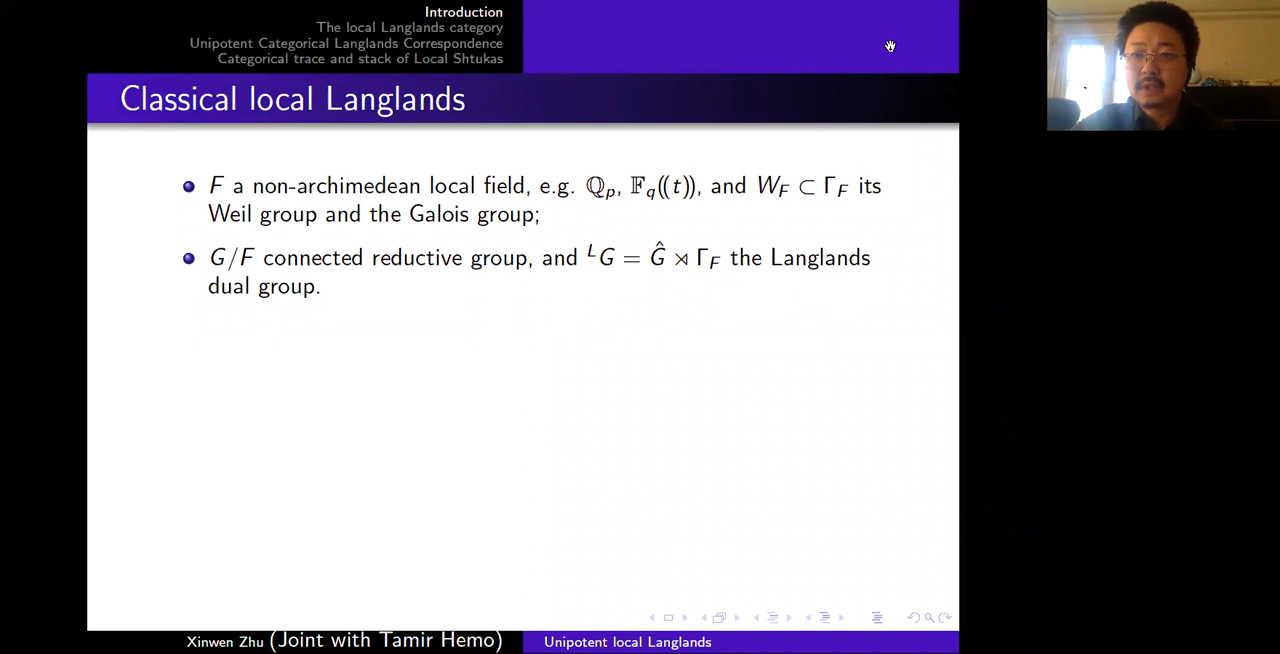 Introduction
The local Langlands category
Unipotent Categorical Langlands Correspondence
Categorical trace and stack of Local Shtukas
Classical local Langlands
F a non-archimedean local field, e.g. ℚₚ, 𝔽_q((t)), and W_F ⊂ Γ_F its
Weil group and the Galois group;
G/F connected reductive group, and ᴸG = Ĝ ⋊ Γ_F the Langlands
dual group.
Xinwen Zhu (Joint with Tamir Hemo)
Unipotent local Langlands